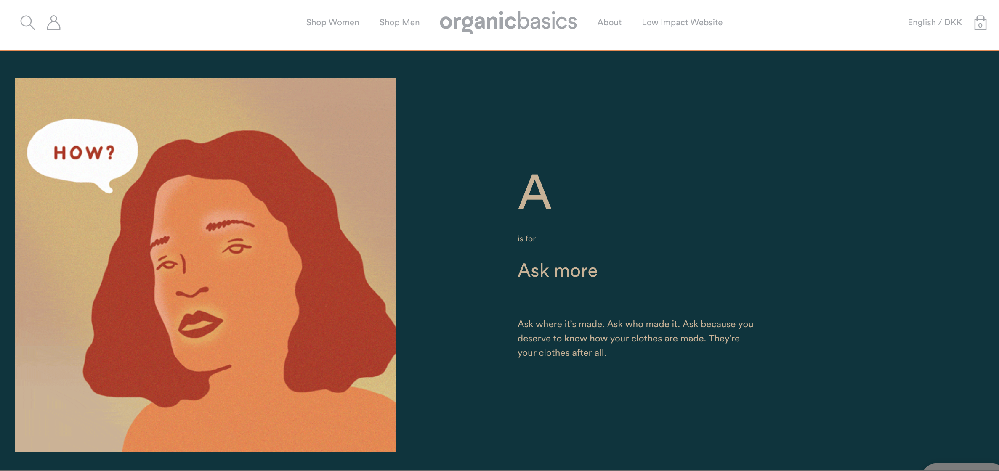 Shop Women
Shop Men
organicbasics
About
Low Impact Website
English / DKK
0
HOW?
A
is for
Ask more
Ask where it’s made. Ask who made it. Ask because you
deserve to know how your clothes are made. They’re
your clothes after all.